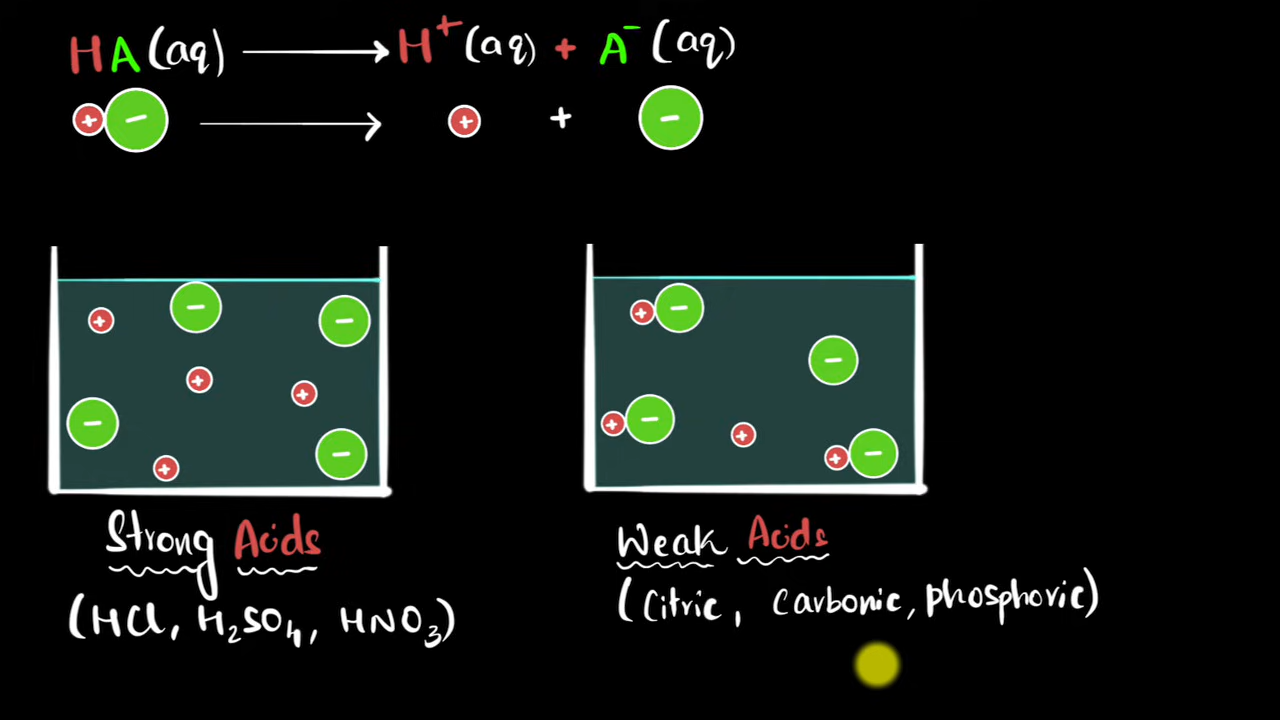 HA(aq) ⟶ H⁺(aq) + A⁻(aq)
+ − ⟶ + + −
+ − − + + − + −
+ − − + − + + −
Strong Acids
(HCl, H₂SO₄, HNO₃)
Weak Acids
(Citric, Carbonic, phosphoric)